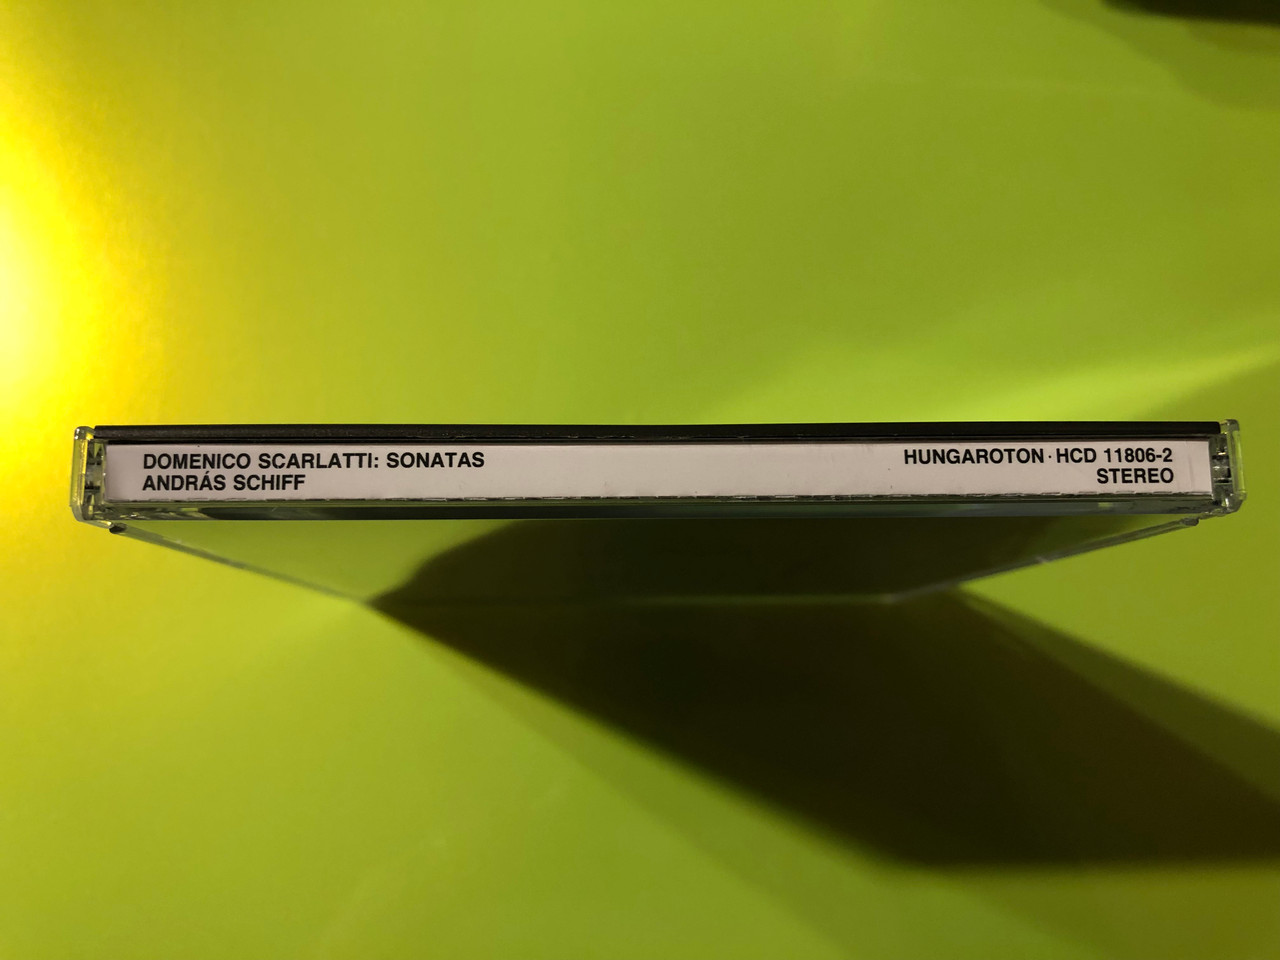 DOMENICO SCARLATTI: SONATAS
ANDRÁS SCHIFF
HUNGAROTON · HCD 11806-2
STEREO